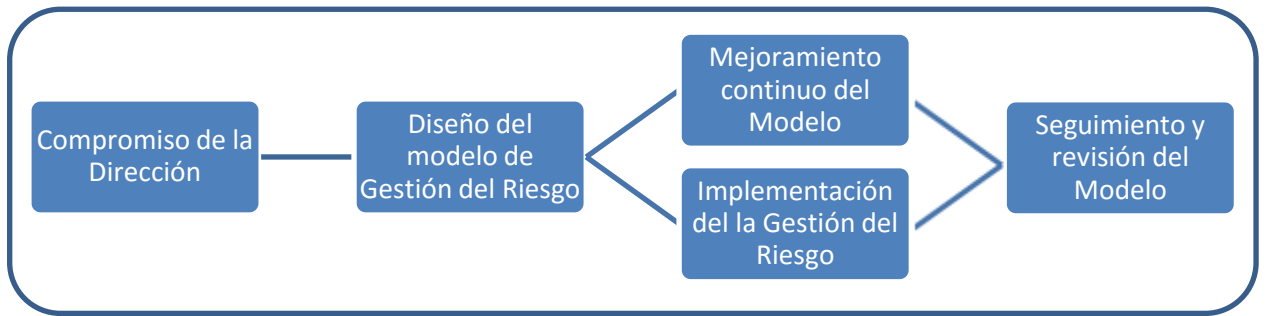 Compromiso de la
Dirección
Diseño del
modelo de
Gestión del Riesgo
Mejoramiento
continuo del
Modelo
Implementación
del la Gestión del
Riesgo
Seguimiento y
revisión del
Modelo